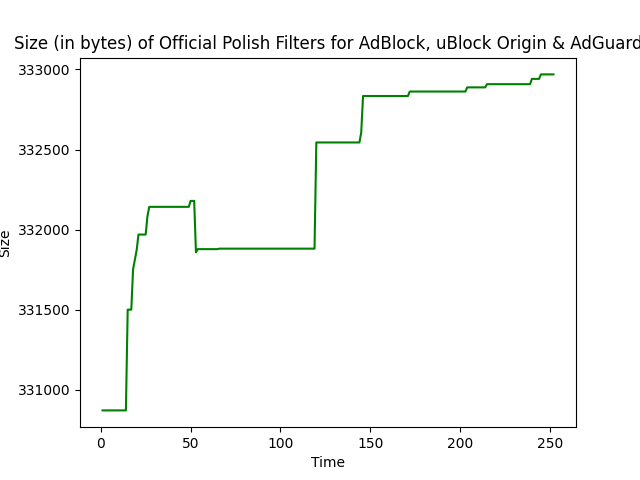 Size (in bytes) of Official Polish Filters for AdBlock, uBlock Origin & AdGuard
333000
332500
332000
331500
331000
Size
0 50 100 150 200 250
Time